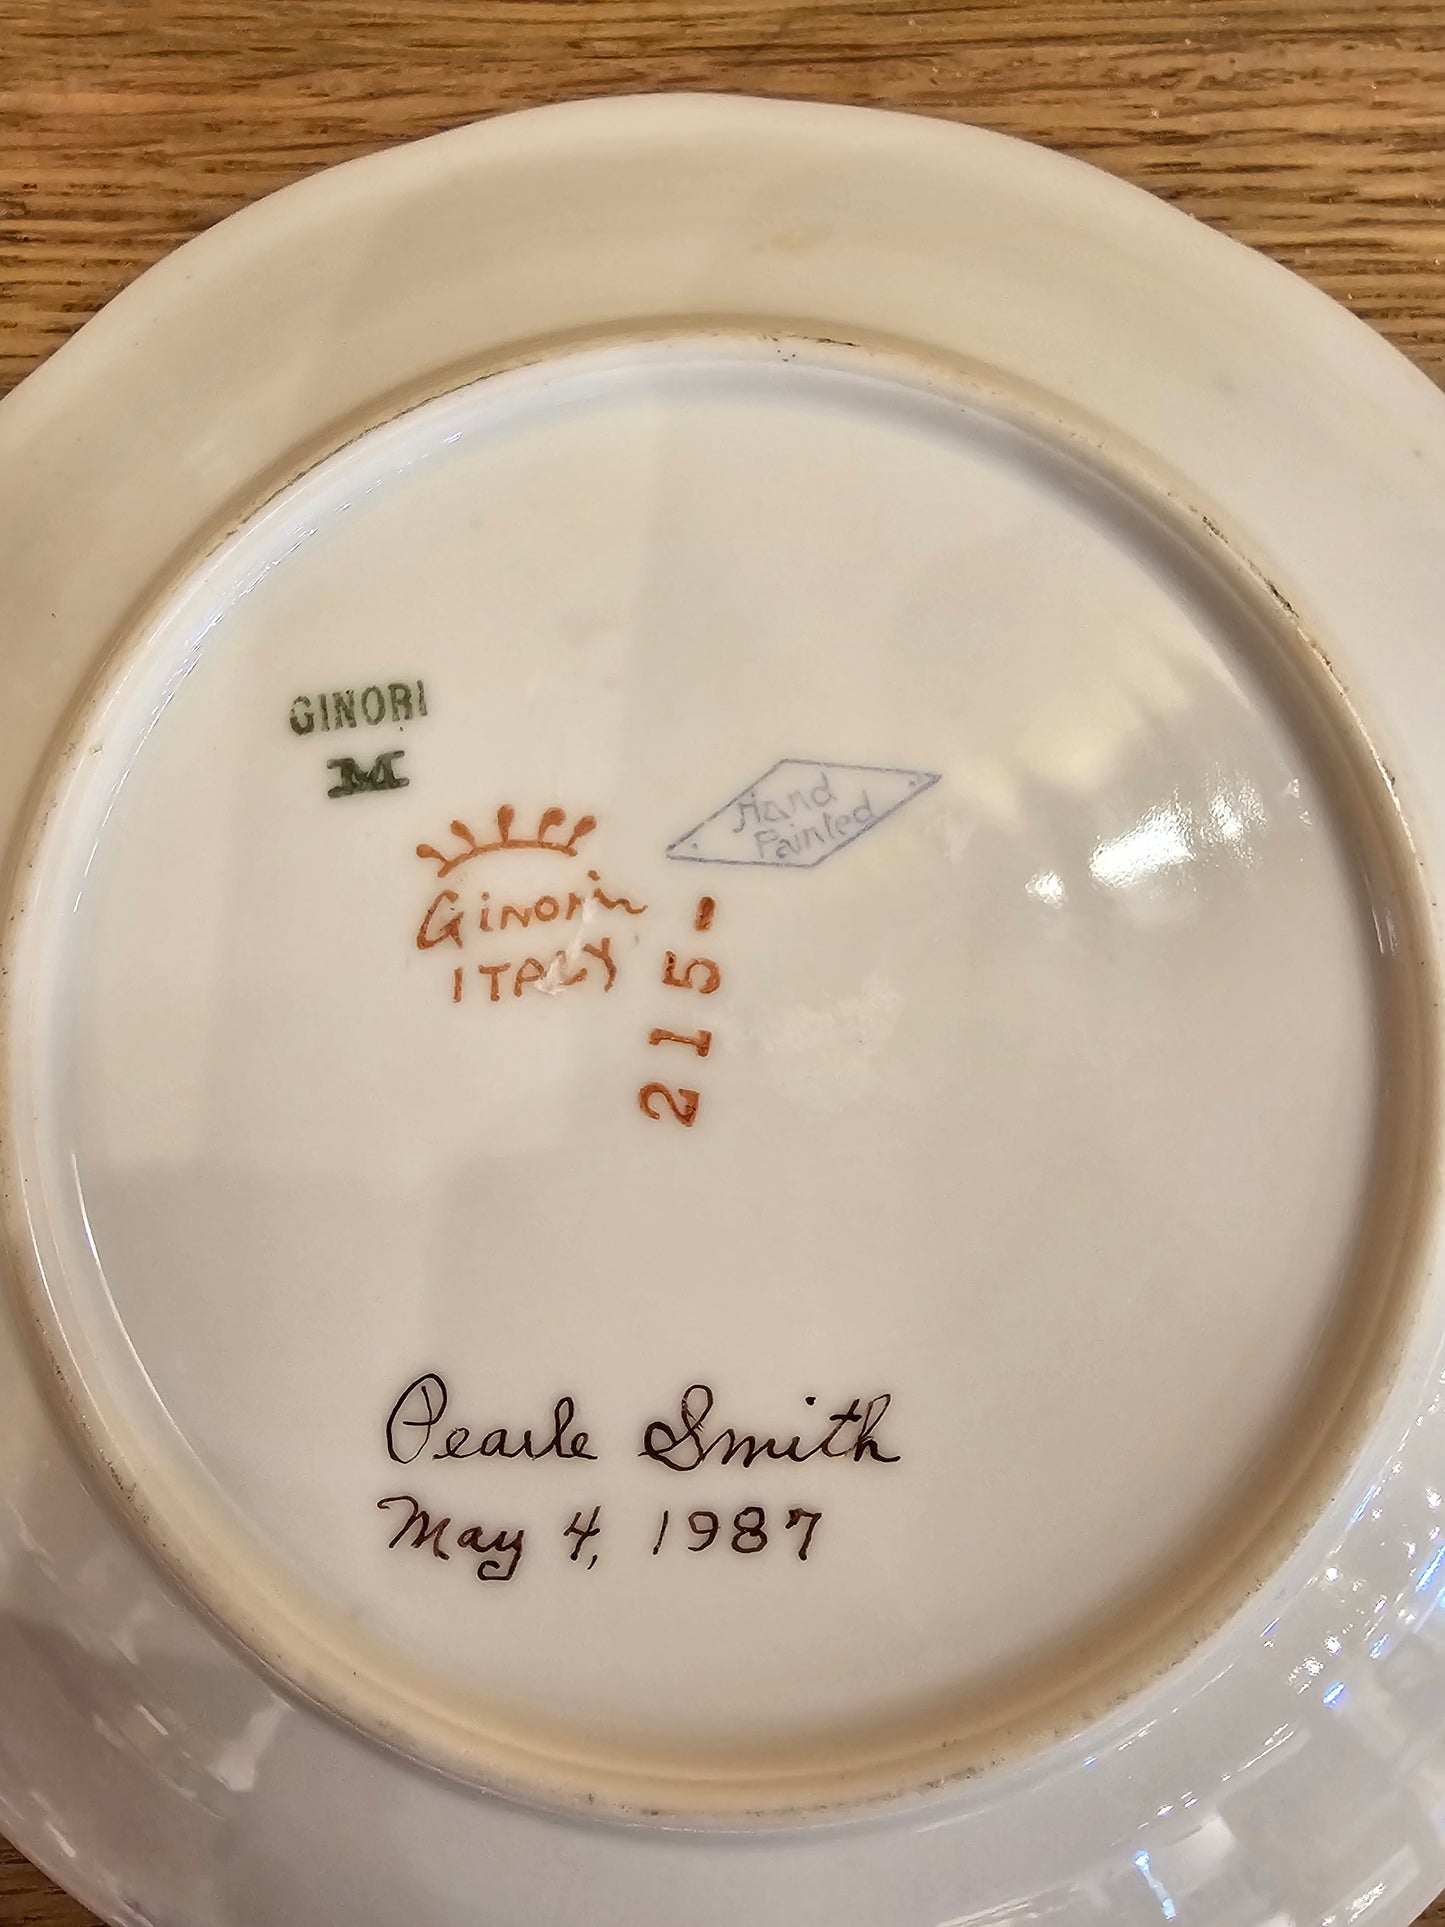 GINORI
M
Hand
Painted
GINORI
ITALY
215-
Pearle Smith
May 4, 1987